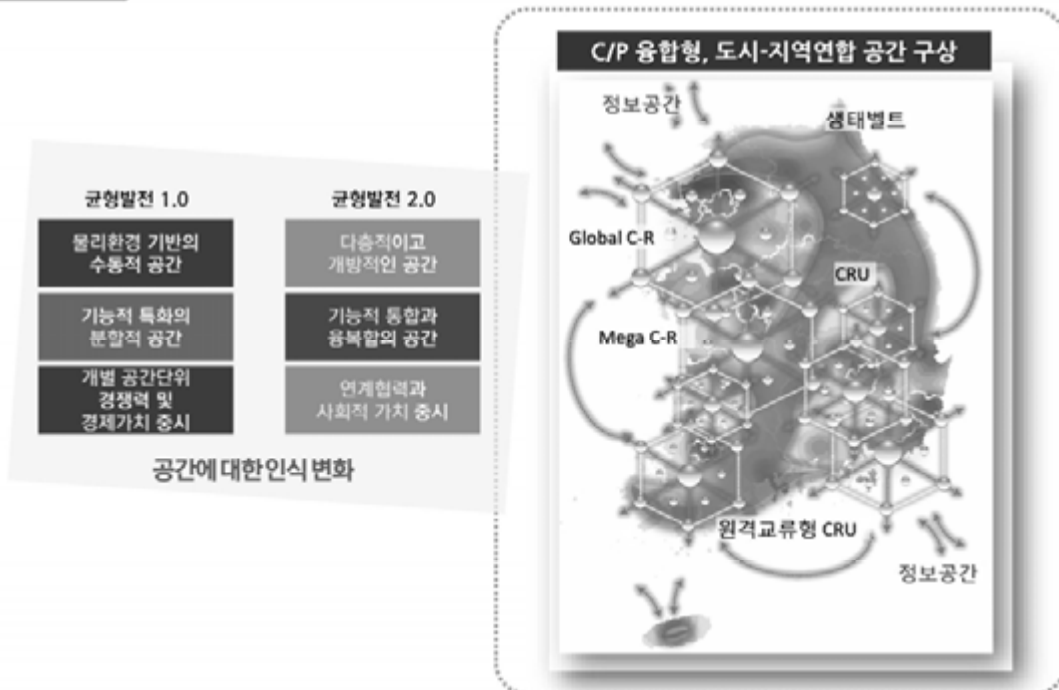 C/P 융합형, 도시-지역연합 공간 구상
정보공간
생태벨트
Global C-R
CRU
Mega C-R
원격교류형 CRU
정보공간
균형발전 1.0
물리환경 기반의
수동적 공간
기능적 특화의
분할적 공간
개별 공간단위
경쟁력 및
경제가치 중시
균형발전 2.0
다층적이고
개방적인 공간
기능적 통합과
융복합의 공간
연계협력과
사회적 가치 중시
공간에 대한 인식 변화